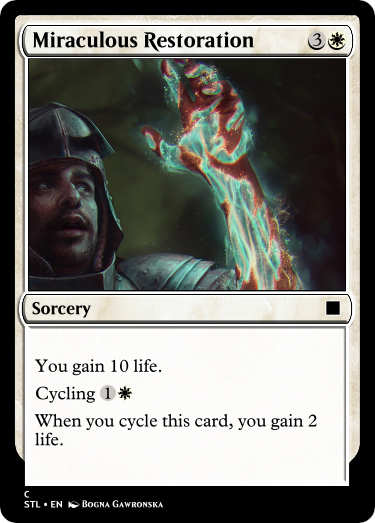 Miraculous Restoration 3
Sorcery
You gain 10 life.
Cycling 1
When you cycle this card, you gain 2
life.
C
STL • EN Bogna Gawronska